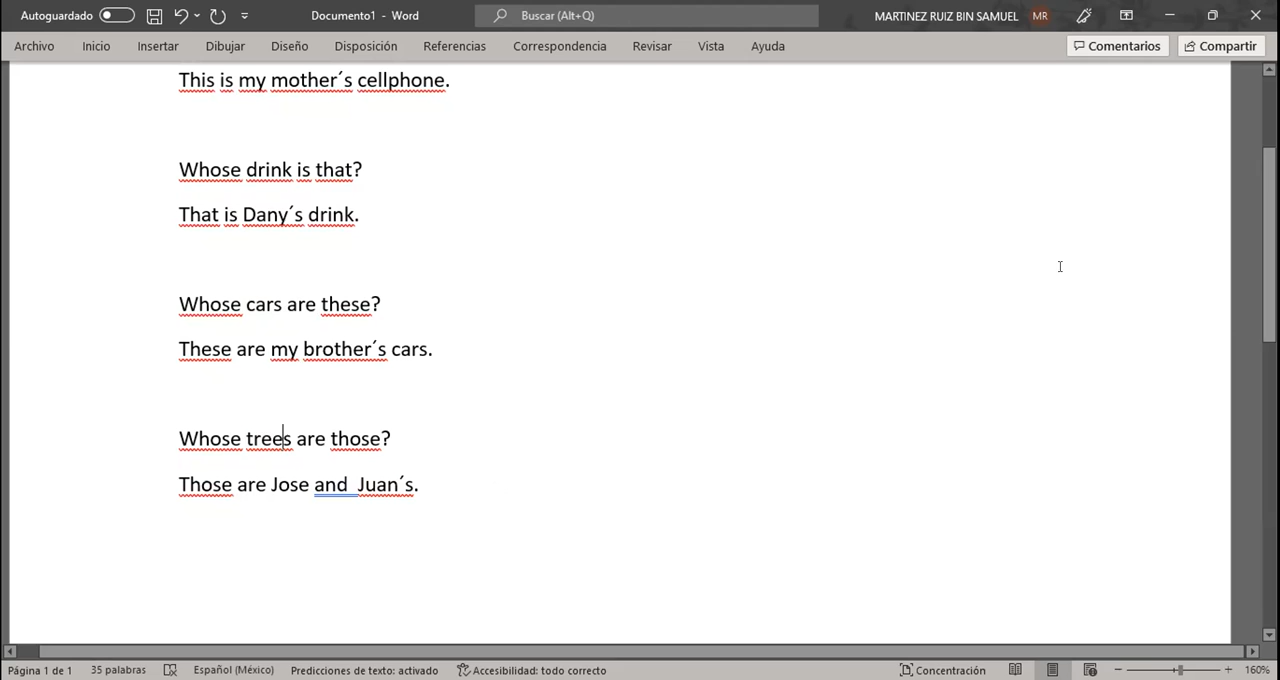 Autoguardado Documento1 - Word Buscar (Alt+Q) MARTINEZ RUIZ BIN SAMUEL MR
Archivo Inicio Insertar Dibujar Diseño Disposición Referencias Correspondencia Revisar Vista Ayuda Comentarios Compartir
This is my mother´s cellphone.
Whose drink is that?
That is Dany´s drink.
Whose cars are these?
These are my brother´s cars.
Whose trees are those?
Those are Jose and  Juan´s.
Página 1 de 1 35 palabras Español (México) Predicciones de texto: activado Accesibilidad: todo correcto Concentración 160%